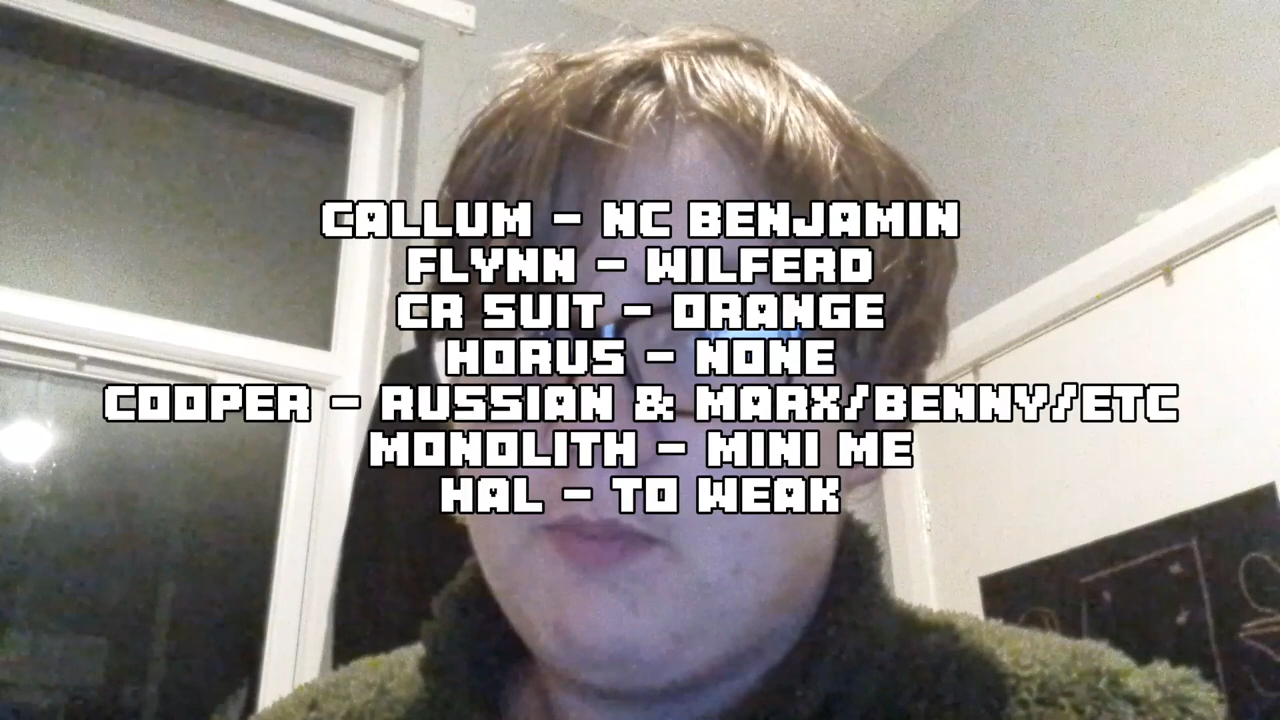 CALLUM - NC BENJAMIN
FLYNN - WILFERD
CR SUIT - ORANGE
HORUS - NONE
COOPER - RUSSIAN & MARX/BENNY/ETC
MONOLITH - MINI ME
HAL - TO WEAK